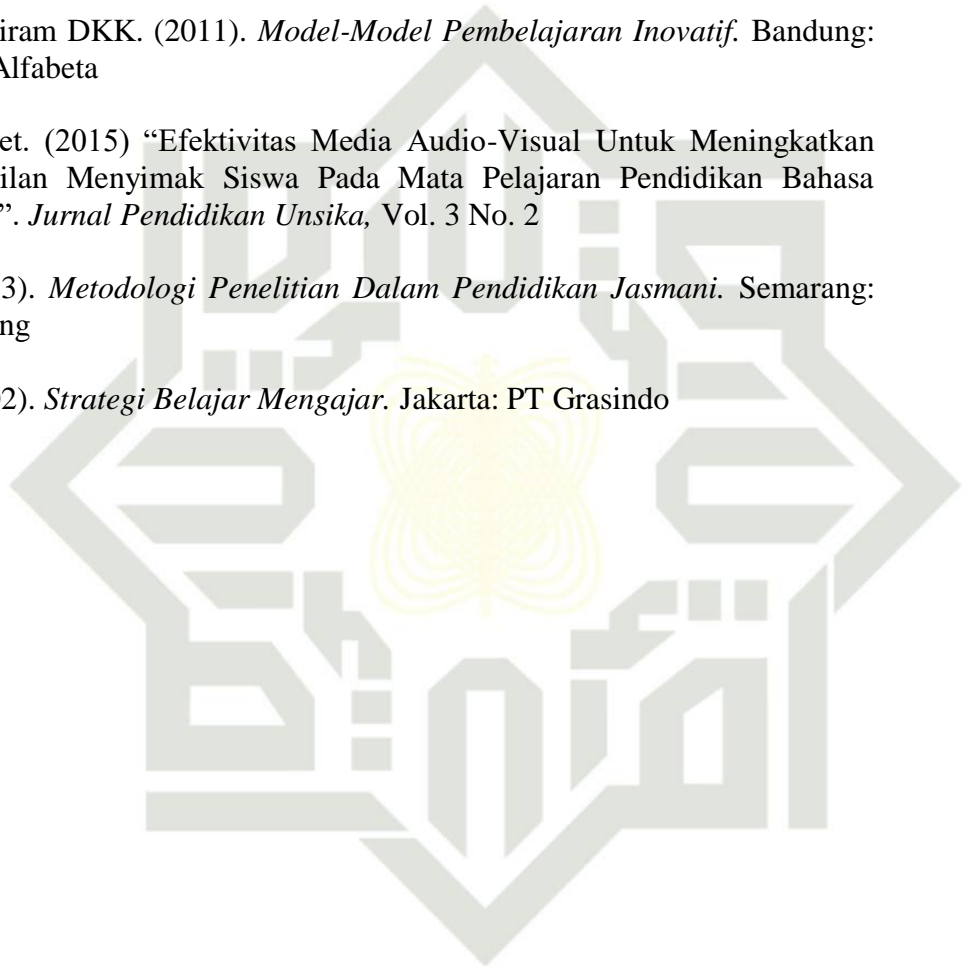 iram DKK. (2011). Model-Model Pembelajaran Inovatif. Bandung:
Alfabeta
et. (2015) “Efektivitas Media Audio-Visual Untuk Meningkatkan
ilan Menyimak Siswa Pada Mata Pelajaran Pendidikan Bahasa
”. Jurnal Pendidikan Unsika, Vol. 3 No. 2
3). Metodologi Penelitian Dalam Pendidikan Jasmani. Semarang:
ng
02). Strategi Belajar Mengajar. Jakarta: PT Grasindo